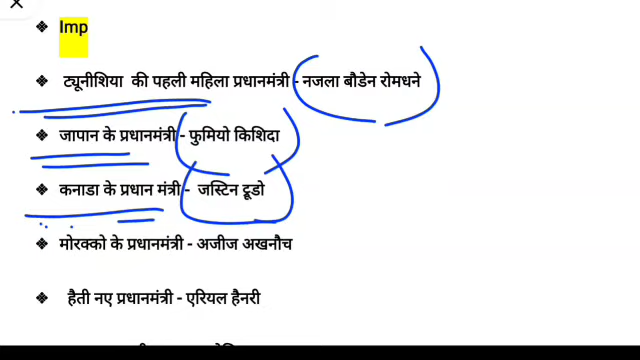 ❖ Imp
❖ ट्यूनीशिया की पहली महिला प्रधानमंत्री - नजला बौडेन रोमधने
❖ जापान के प्रधानमंत्री - फुमियो किशिदा
❖ कनाडा के प्रधान मंत्री - जस्टिन ट्रूडो
❖ मोरक्को के प्रधानमंत्री - अजीज अखनौच
❖ हैती नए प्रधानमंत्री - एरियल हैनरी